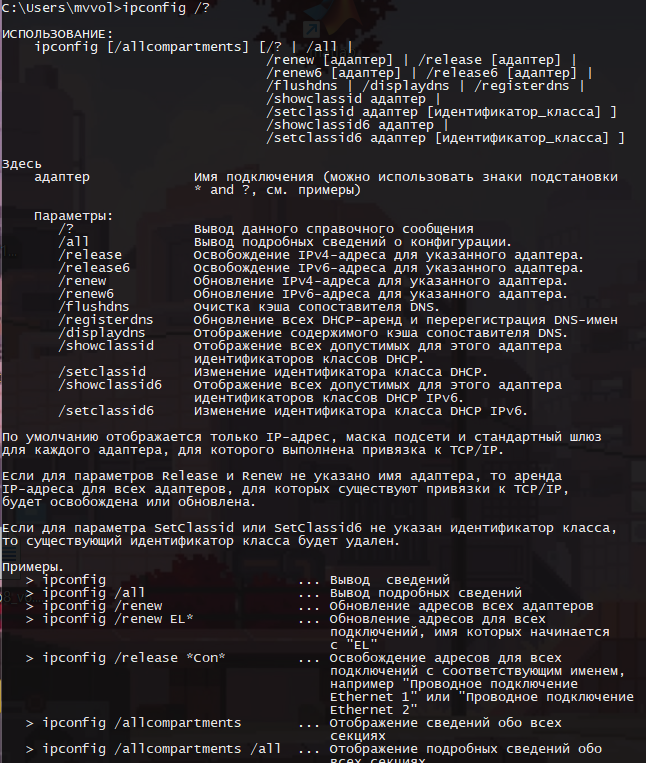 C:\Users\mvvol>ipconfig /?
ИСПОЛЬЗОВАНИЕ:
ipconfig [/allcompartments] [/? | /all |
/renew [адаптер] | /release [адаптер] |
/renew6 [адаптер] | /release6 [адаптер] |
/flushdns | /displaydns | /registerdns |
/showclassid адаптер |
/setclassid адаптер [идентификатор_класса] ]
/showclassid6 адаптер |
/setclassid6 адаптер [идентификатор_класса] ]
Здесь
адаптер Имя подключения (можно использовать знаки подстановки
* and ?, см. примеры)
Параметры:
/? Вывод данного справочного сообщения
/all Вывод подробных сведений о конфигурации.
/release Освобождение IPv4-адреса для указанного адаптера.
/release6 Освобождение IPv6-адреса для указанного адаптера.
/renew Обновление IPv4-адреса для указанного адаптера.
/renew6 Обновление IPv6-адреса для указанного адаптера.
/flushdns Очистка кэша сопоставителя DNS.
/registerdns Обновление всех DHCP-аренд и перерегистрация DNS-имен
/displaydns Отображение содержимого кэша сопоставителя DNS.
/showclassid Отображение всех допустимых для этого адаптера
идентификаторов классов DHCP.
/setclassid Изменение идентификатора класса DHCP.
/showclassid6 Отображение всех допустимых для этого адаптера
идентификаторов классов DHCP IPv6.
/setclassid6 Изменение идентификатора класса DHCP IPv6.
По умолчанию отображается только IP-адрес, маска подсети и стандартный шлюз
для каждого адаптера, для которого выполнена привязка к TCP/IP.
Если для параметров Release и Renew не указано имя адаптера, то аренда
IP-адреса для всех адаптеров, для которых существуют привязки к TCP/IP,
будет освобождена или обновлена.
Если для параметра SetClassid или SetClassid6 не указан идентификатор класса,
то существующий идентификатор класса будет удален.
Примеры.
> ipconfig ... Вывод сведений
> ipconfig /all ... Вывод подробных сведений
> ipconfig /renew ... Обновление адресов всех адаптеров
> ipconfig /renew EL* ... Обновление адресов для всех
подключений, имя которых начинается
с "EL"
> ipconfig /release *Con* ... Освобождение адресов для всех
подключений с соответствующим именем,
например "Проводное подключение
Ethernet 1" или "Проводное подключение
Ethernet 2"
> ipconfig /allcompartments ... Отображение сведений обо всех
секциях
> ipconfig /allcompartments /all ... Отображение подробных сведений обо
всех секциях